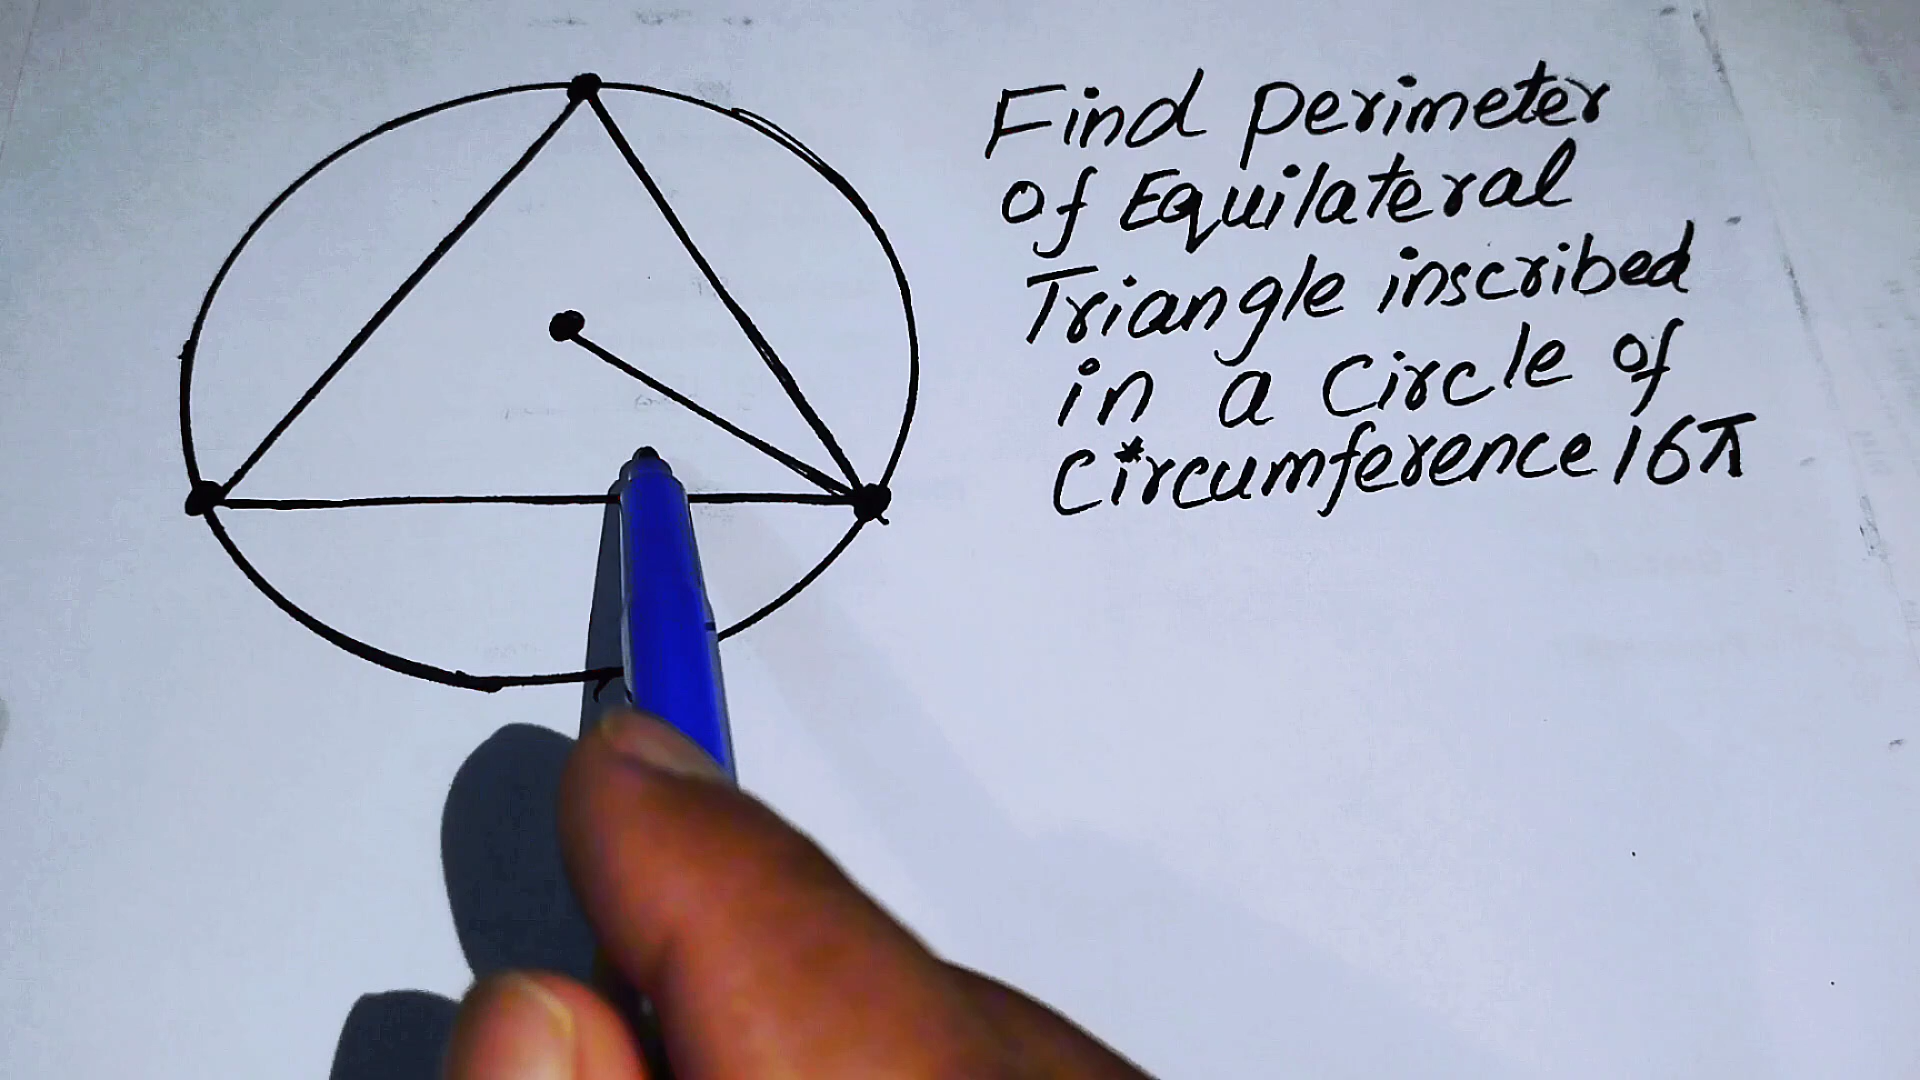 Find perimeter
of Equilateral
Triangle inscribed
in a Circle of
Circumference 16π